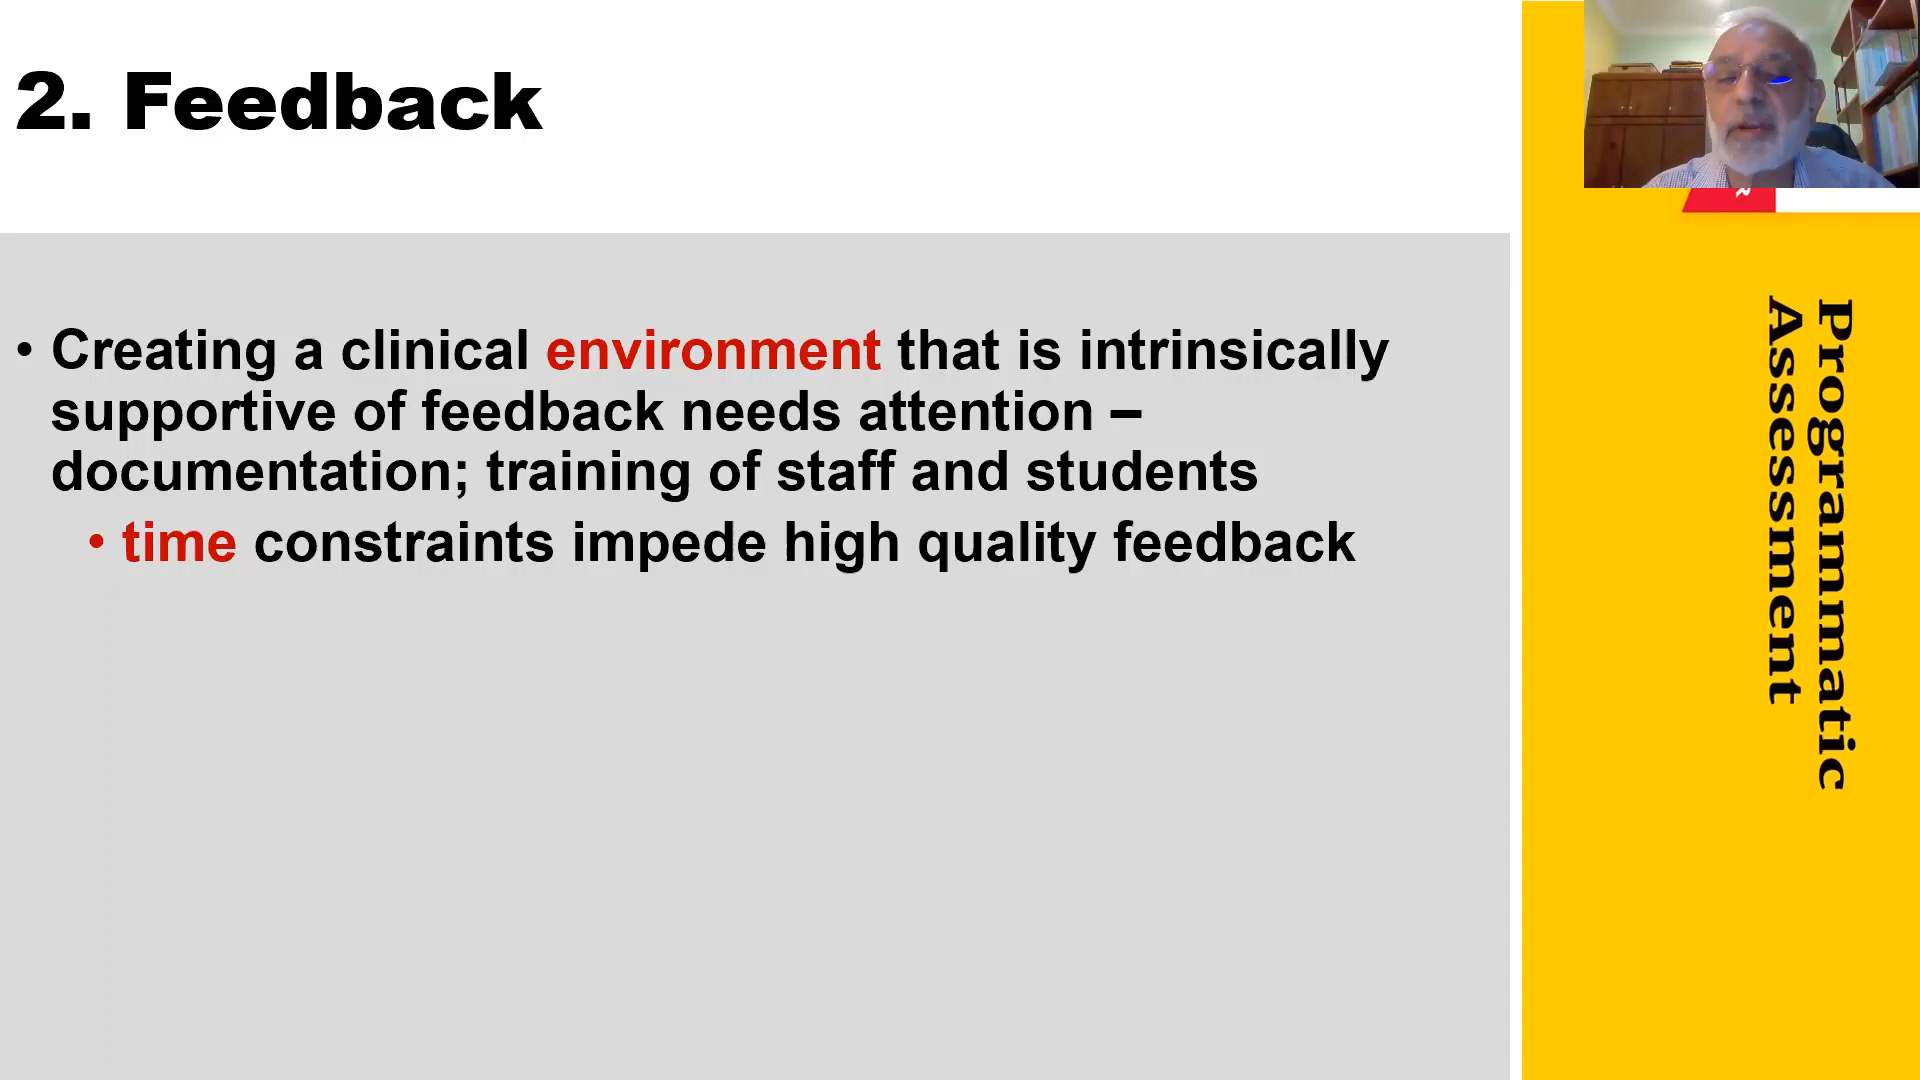 2. Feedback
• Creating a clinical environment that is intrinsically
supportive of feedback needs attention –
documentation; training of staff and students
• time constraints impede high quality feedback
Programmatic
Assessment